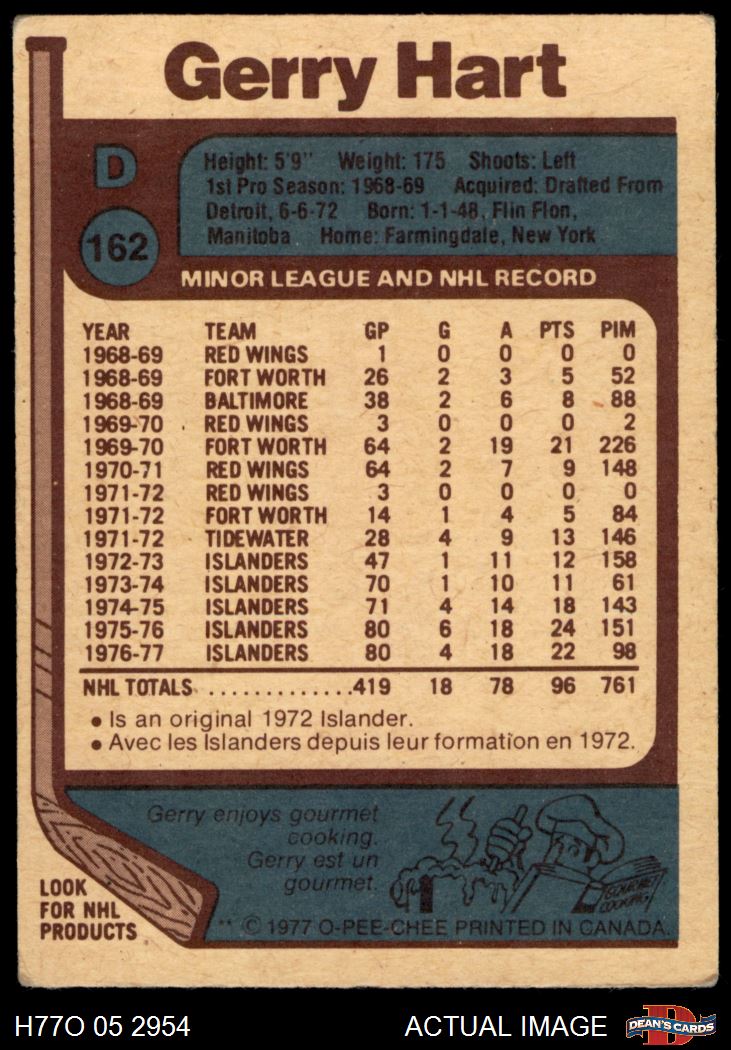 Gerry Hart
D
162
Height: 5'9" Weight: 175 Shoots: Left
1st Pro Season: 1968-69 Acquired: Drafted From
Detroit, 6-6-72 Born: 1-1-48, Flin Flon,
Manitoba Home: Farmingdale, New York
MINOR LEAGUE AND NHL RECORD
YEAR TEAM GP G A PTS PIM
1968-69 RED WINGS 1 0 0 0 0
1968-69 FORT WORTH 26 2 3 5 52
1968-69 BALTIMORE 38 2 6 8 88
1969-70 RED WINGS 3 0 0 0 2
1969-70 FORT WORTH 64 2 19 21 226
1970-71 RED WINGS 64 2 7 9 148
1971-72 RED WINGS 3 0 0 0 0
1971-72 FORT WORTH 14 1 4 5 84
1971-72 TIDEWATER 28 4 9 13 146
1972-73 ISLANDERS 47 1 11 12 158
1973-74 ISLANDERS 70 1 10 11 61
1974-75 ISLANDERS 71 4 14 18 143
1975-76 ISLANDERS 80 6 18 24 151
1976-77 ISLANDERS 80 4 18 22 98
NHL TOTALS .............419 18 78 96 761
• Is an original 1972 Islander.
• Avec les Islanders depuis leur formation en 1972.
Gerry enjoys gourmet
cooking.
Gerry est un
gourmet.
GOURMET
COOKING
LOOK
FOR NHL
PRODUCTS
** © 1977 O-PEE-CHEE PRINTED IN CANADA.
H77O 05 2954 ACTUAL IMAGE
D
DEAN'S CARDS